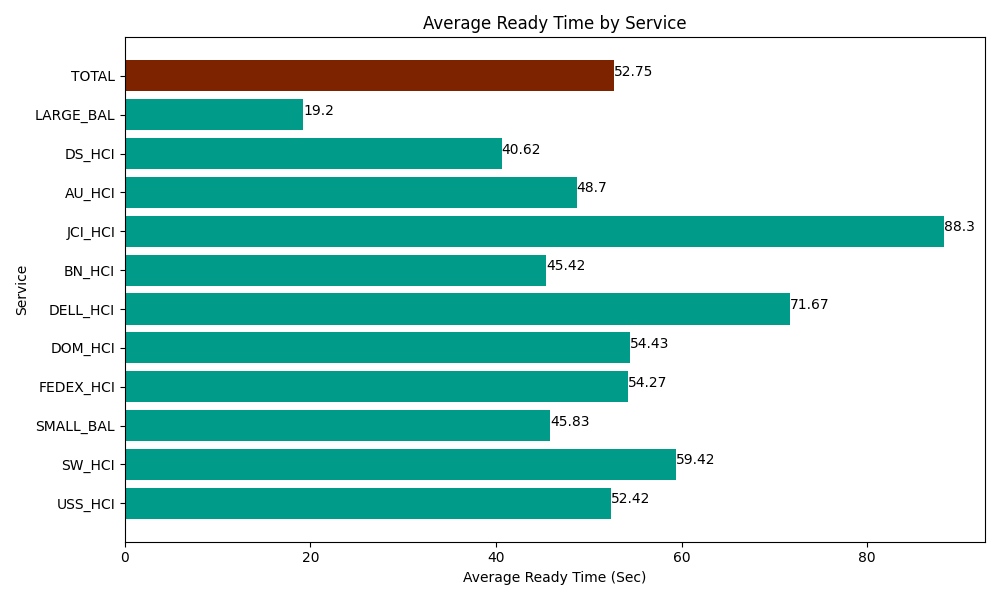 Average Ready Time by Service
TOTAL 52.75
LARGE_BAL 19.2
DS_HCI 40.62
AU_HCI 48.7
JCI_HCI 88.3
BN_HCI 45.42
DELL_HCI 71.67
DOM_HCI 54.43
FEDEX_HCI 54.27
SMALL_BAL 45.83
SW_HCI 59.42
USS_HCI 52.42
Service
0 20 40 60 80
Average Ready Time (Sec)